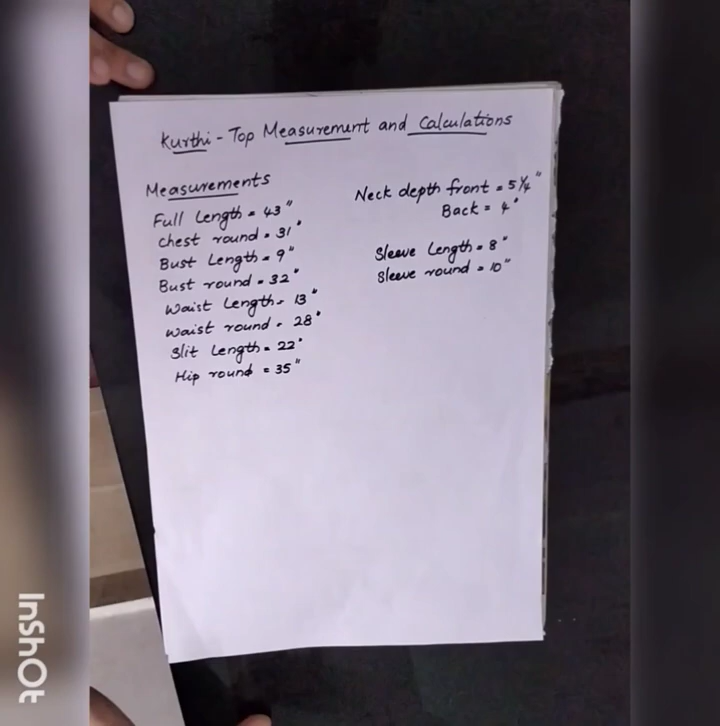 Kurthi - Top Measurement and Calculations
Measurements
Full Length = 43"
Chest round = 31"
Bust Length = 9"
Bust round = 32"
Waist Length = 13"
Waist round = 28"
Slit Length = 22"
Hip round = 35"
Neck depth front = 5¼"
Back = 4"
Sleeve Length = 8"
Sleeve round = 10"
InShOt